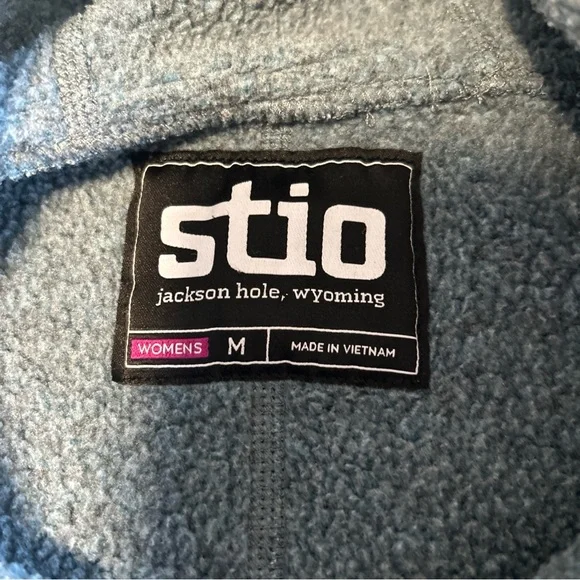 stio
jackson hole, wyoming
WOMENS M MADE IN VIETNAM